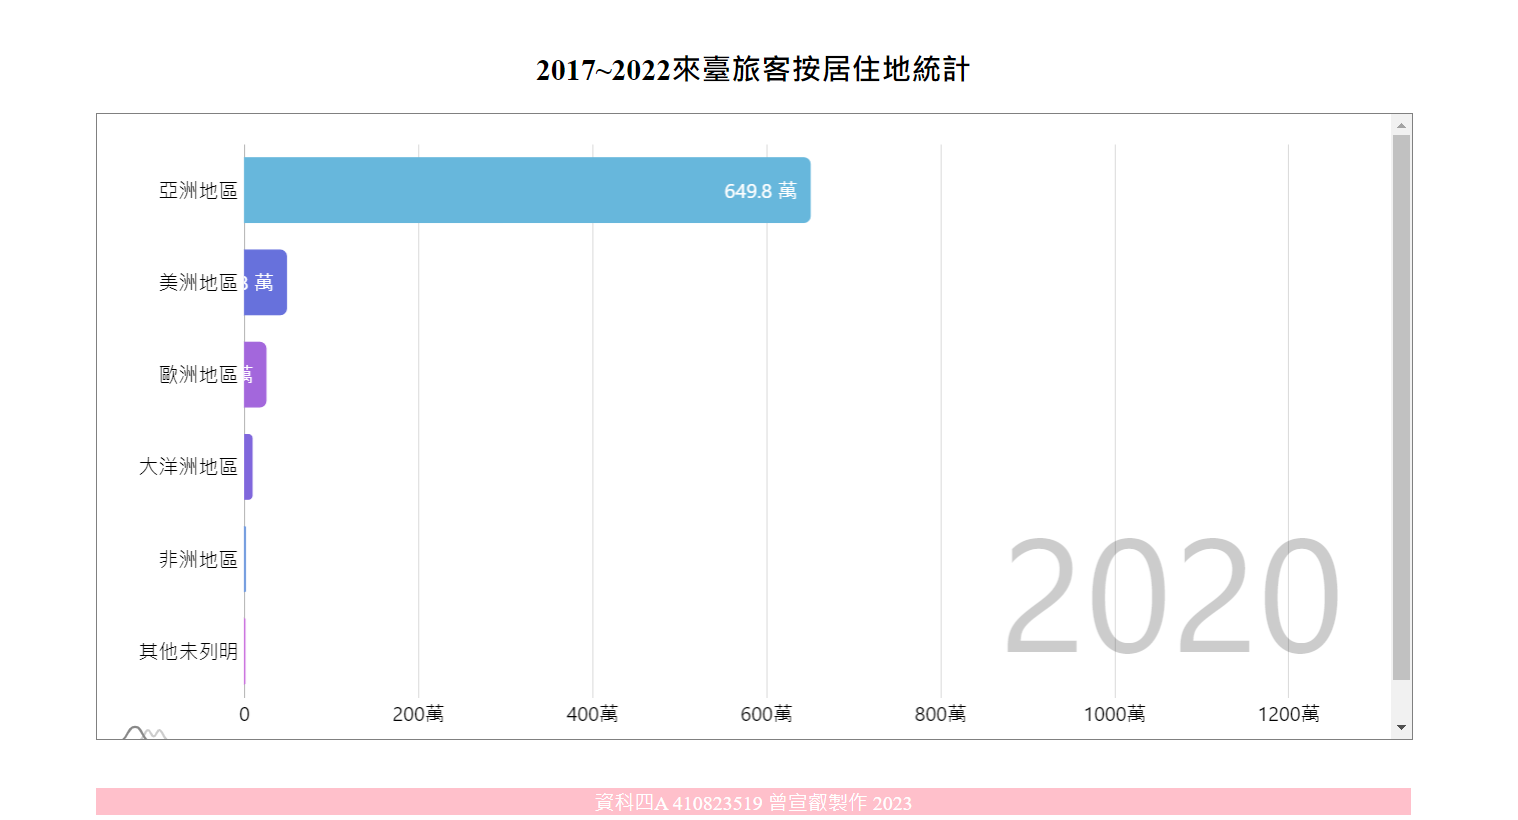 2017~2022來臺旅客按居住地統計
亞洲地區 649.8 萬
美洲地區 萬
歐洲地區
大洋洲地區
非洲地區
其他未列明
2020
0 200萬 400萬 600萬 800萬 1000萬 1200萬
資科四A 410823519 曾宣叡製作 2023